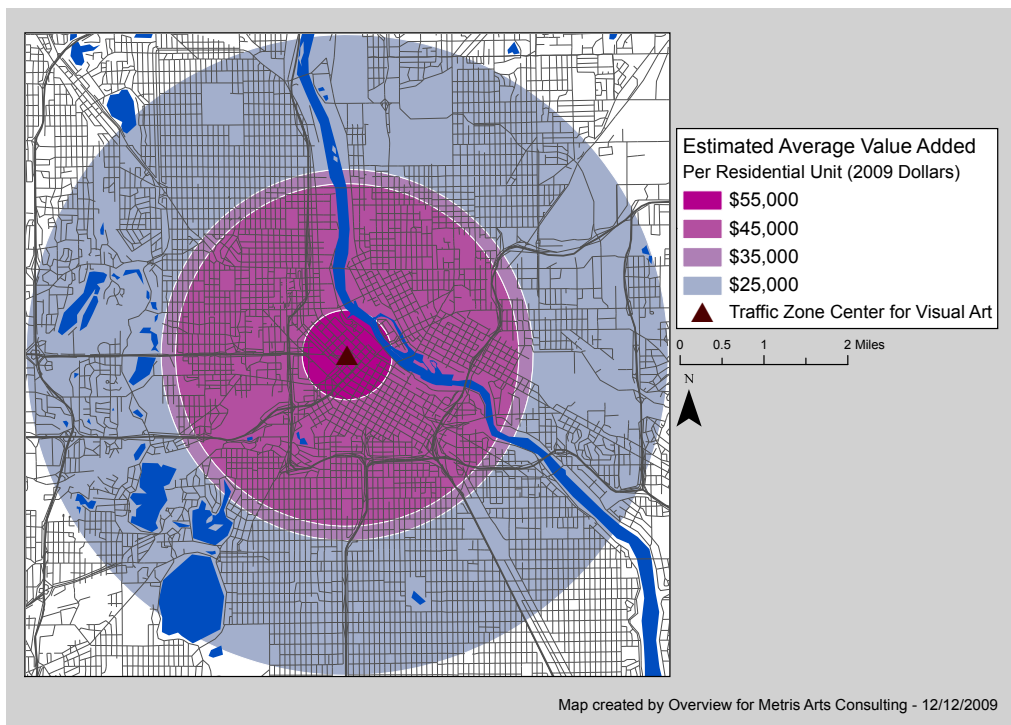 Estimated Average Value Added
Per Residential Unit (2009 Dollars)
$55,000
$45,000
$35,000
$25,000
Traffic Zone Center for Visual Art
0 0.5 1 2 Miles
N
Map created by Overview for Metris Arts Consulting - 12/12/2009